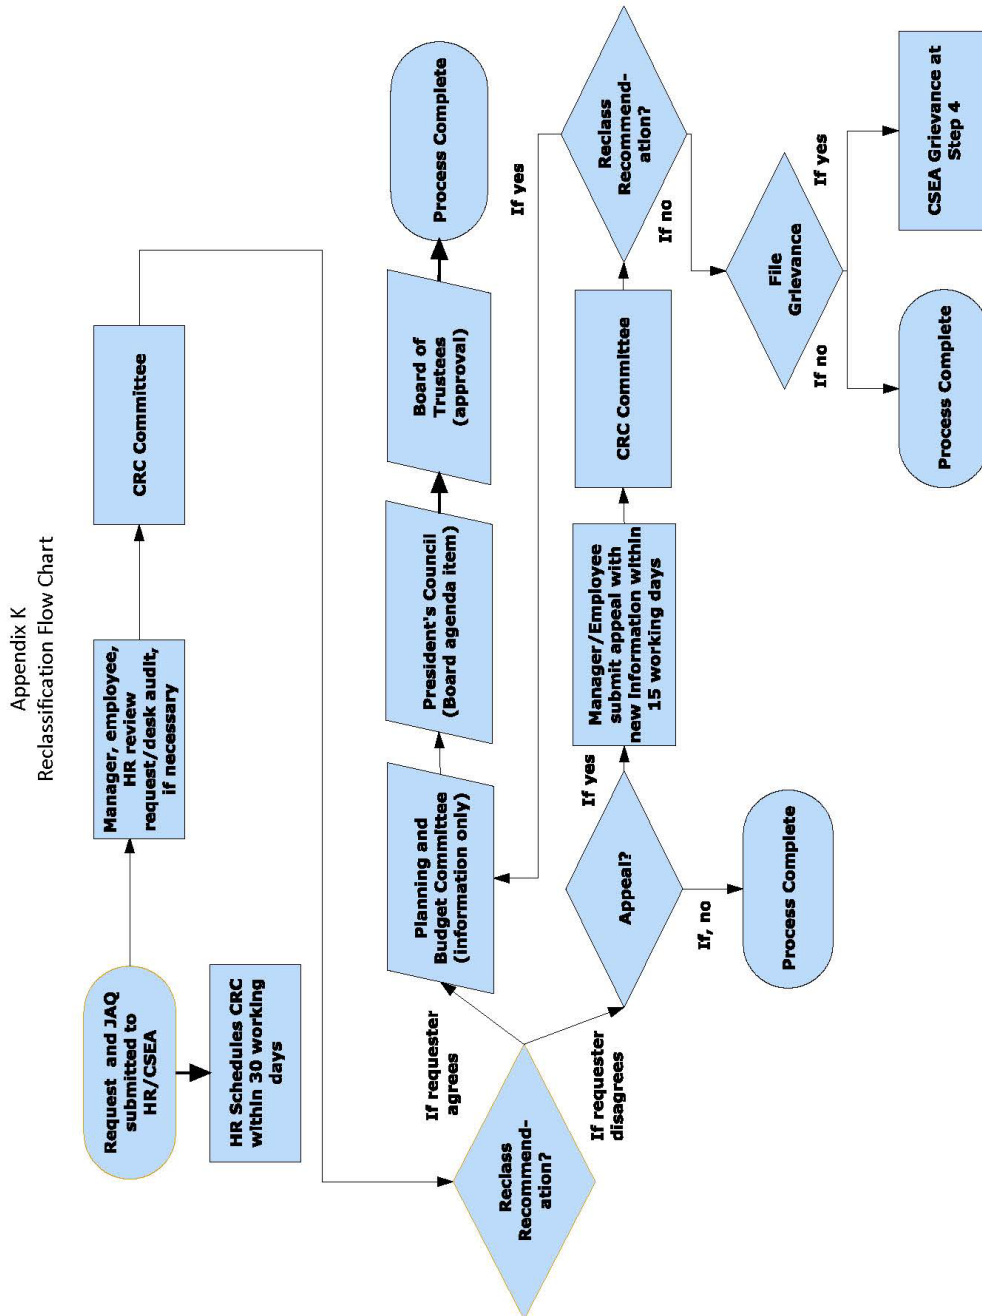 Appendix K
Reclassification Flow Chart
Request and JAQ
submitted to
HR/CSEA
HR Schedules CRC
within 30 working
days
Manager, employee,
HR review
request/desk audit,
if necessary
CRC Committee
Reclass
Recommend-
ation?
If requester
agrees
If requester
disagrees
Planning and
Budget Committee
(information only)
President's Council
(Board agenda item)
Board of
Trustees
(approval)
Process Complete
Appeal?
If yes
If, no
Process Complete
Manager/Employee
submit appeal with
new information within
15 working days
CRC Committee
Reclass
Recommend-
ation?
If yes
If no
File
Grievance
If no
If yes
Process Complete
CSEA Grievance at
Step 4